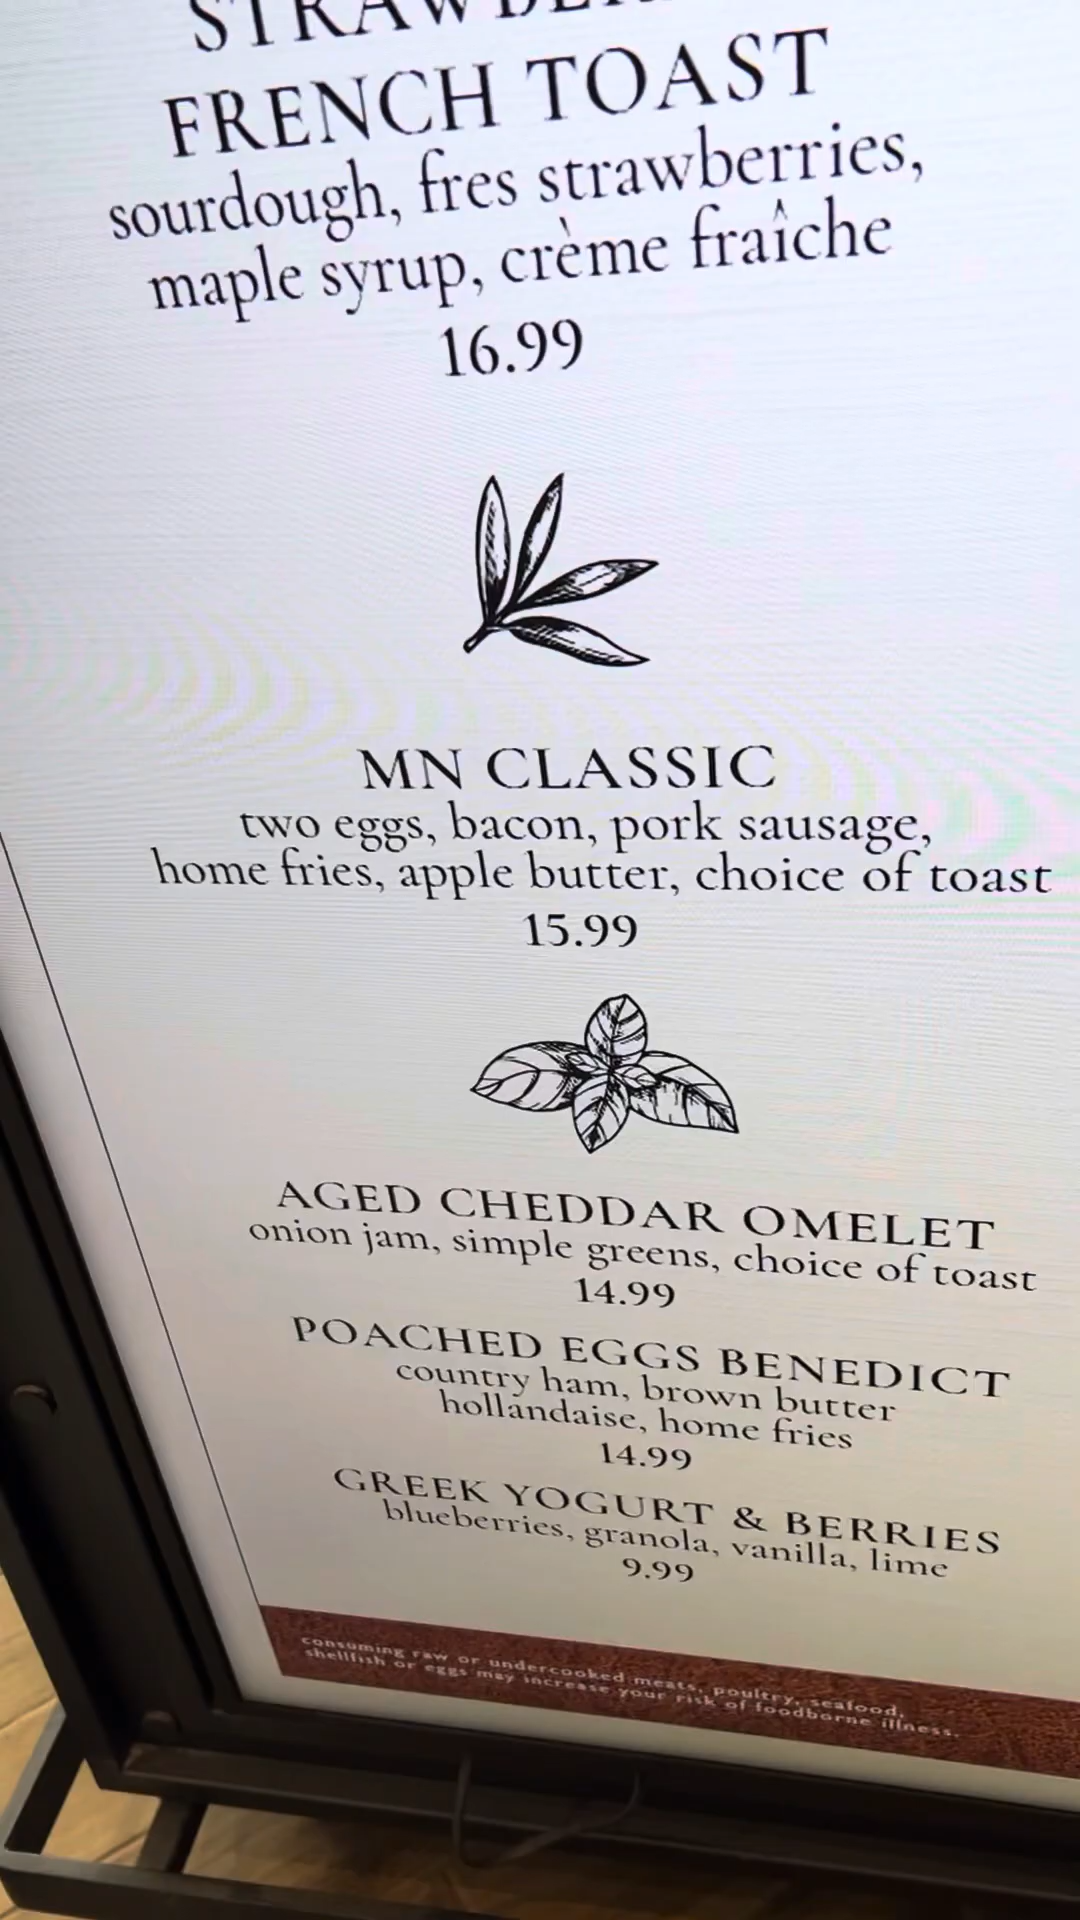 FRENCH TOAST
sourdough, fres strawberries,
maple syrup, crème fraîche
16.99
MN CLASSIC
two eggs, bacon, pork sausage,
home fries, apple butter, choice of toast
15.99
AGED CHEDDAR OMELET
onion jam, simple greens, choice of toast
14.99
POACHED EGGS BENEDICT
country ham, brown butter
hollandaise, home fries
14.99
GREEK YOGURT & BERRIES
blueberries, granola, vanilla, lime
9.99
consuming raw or undercooked meats, poultry, seafood,
shellfish or eggs may increase your risk of foodborne illness.